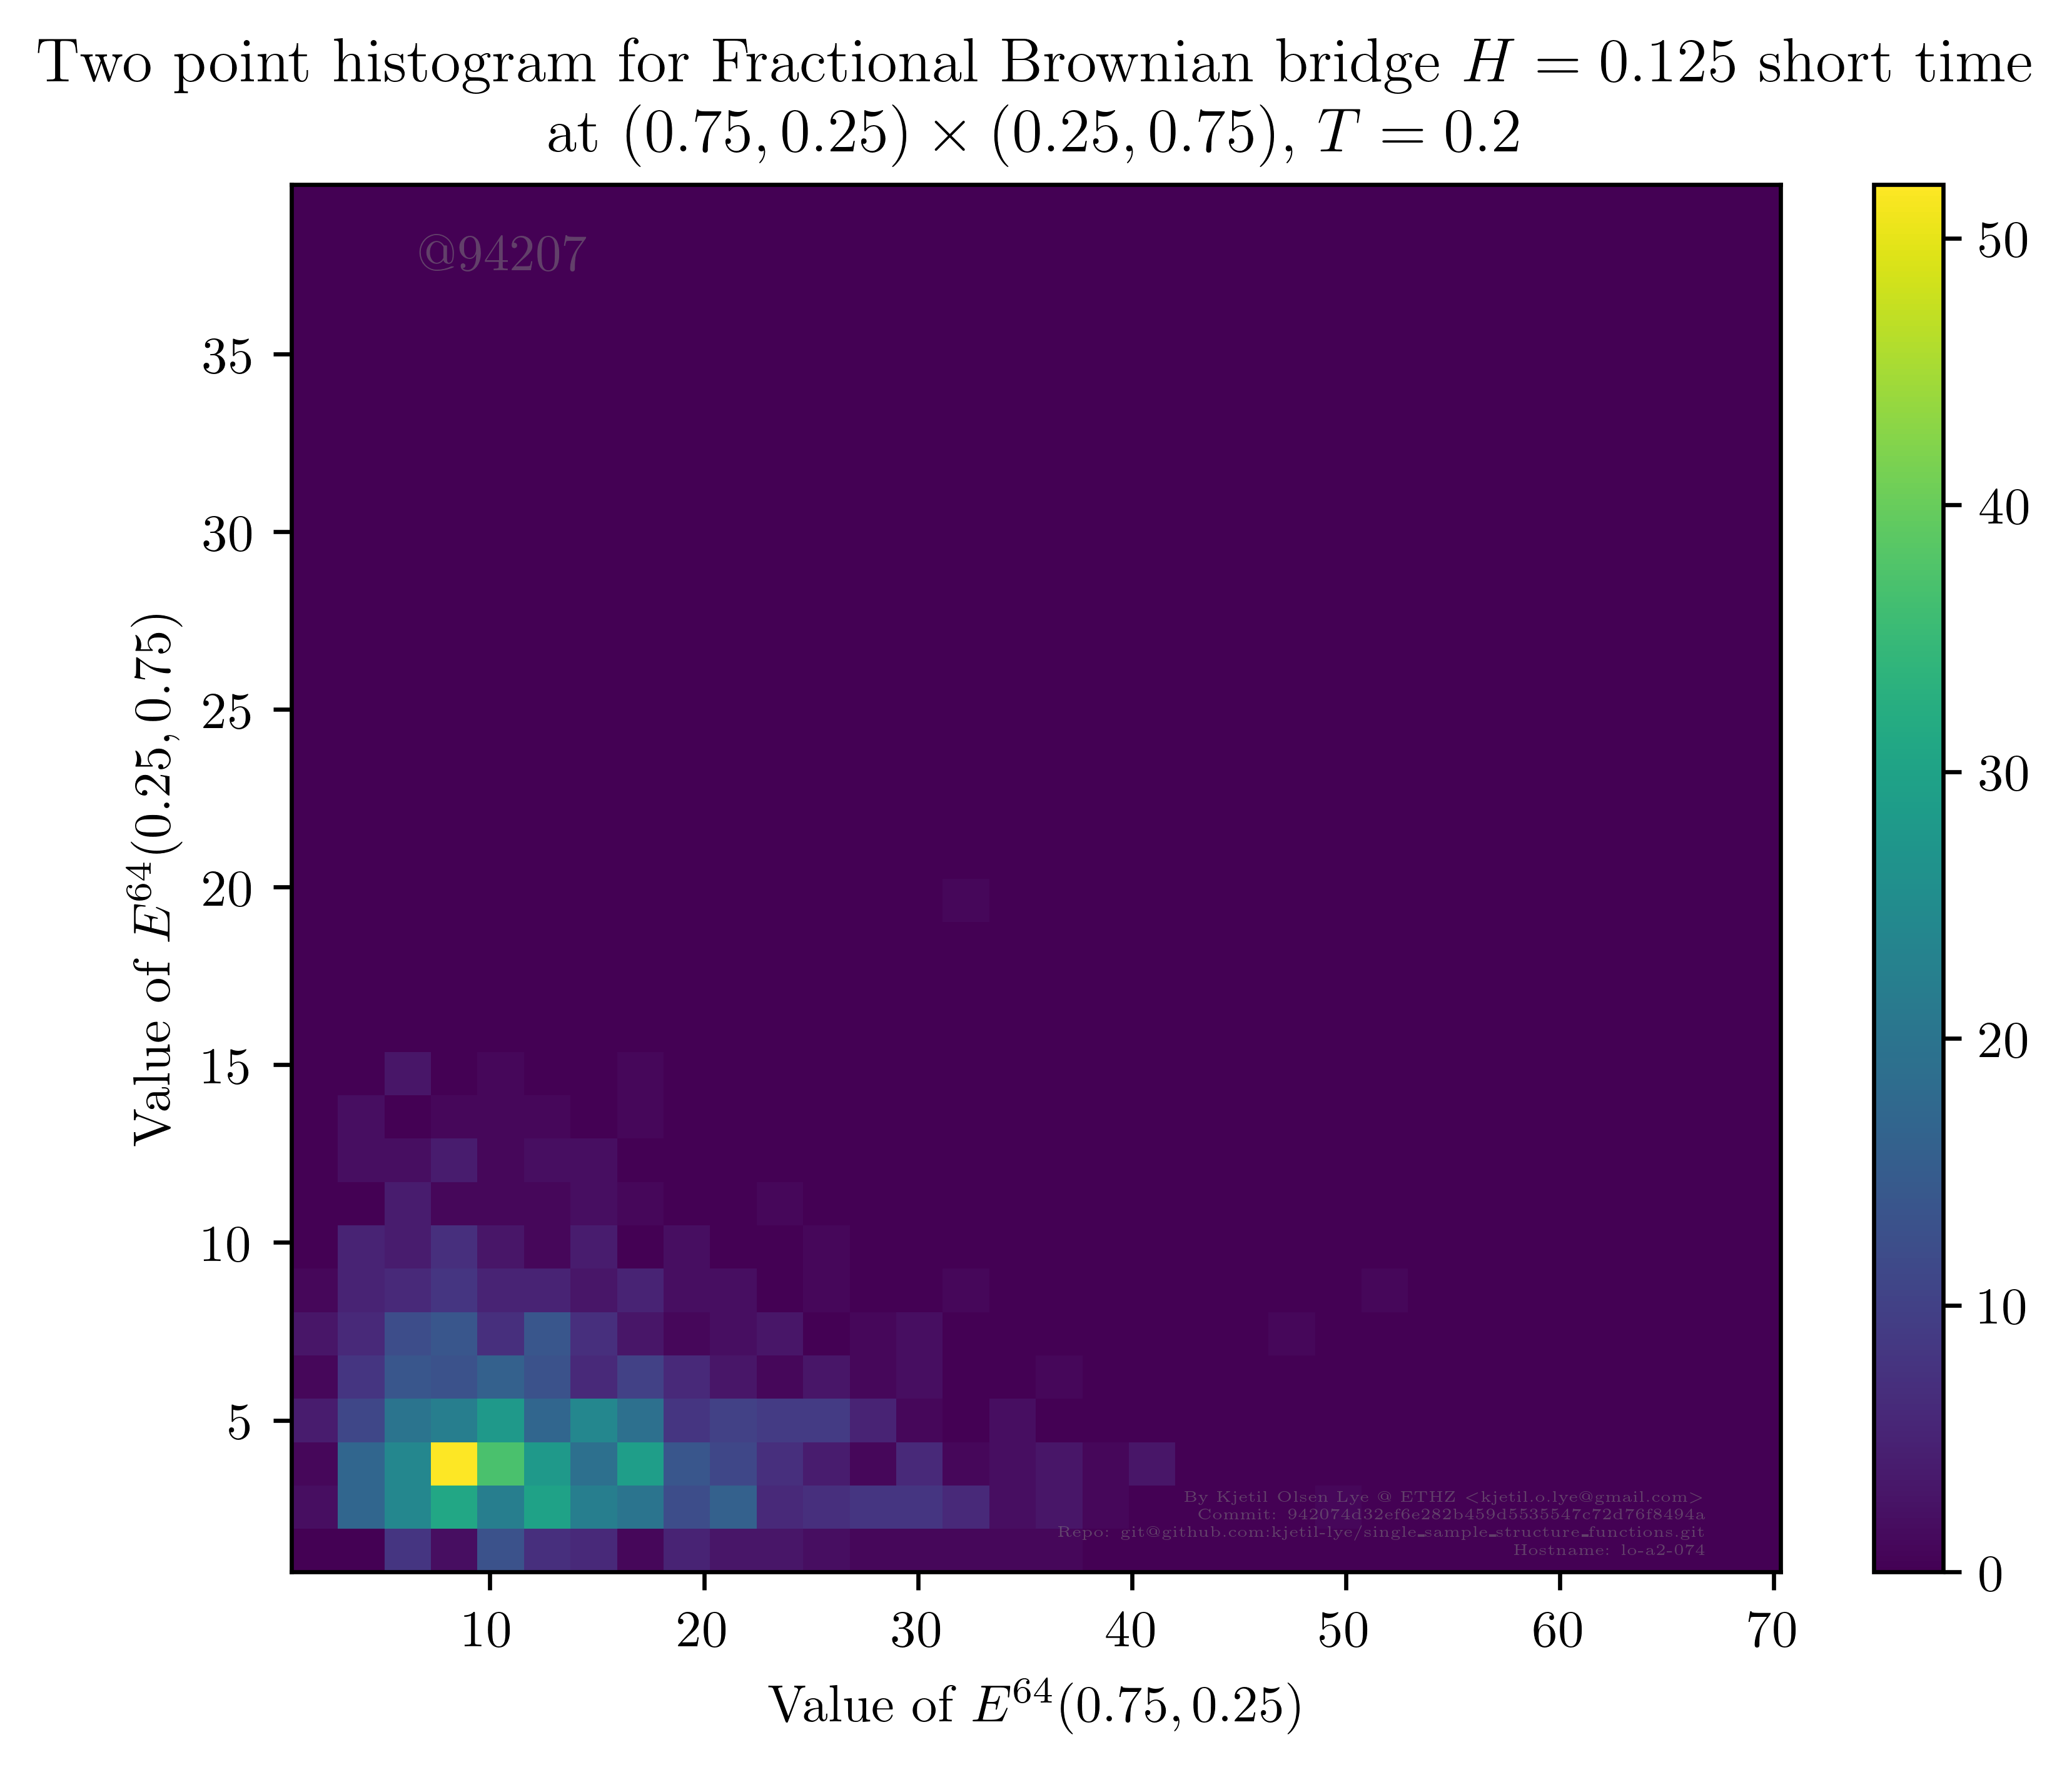 Two point histogram for Fractional Brownian bridge H = 0.125 short time
at (0.75, 0.25) × (0.25, 0.75), T = 0.2
@94207
35
30
25
20
15
10
5
Value of E^64(0.25, 0.75)
10 20 30 40 50 60 70
Value of E^64(0.75, 0.25)
50
40
30
20
10
0
By Kjetil Olsen Lye @ ETHZ <kjetil.o.lye@gmail.com>
Commit: 942074d32ef6e282b459d5535547c72d76f8494a
Repo: git@github.com:kjetil-lye/single_sample_structure_functions.git
Hostname: lo-a2-074